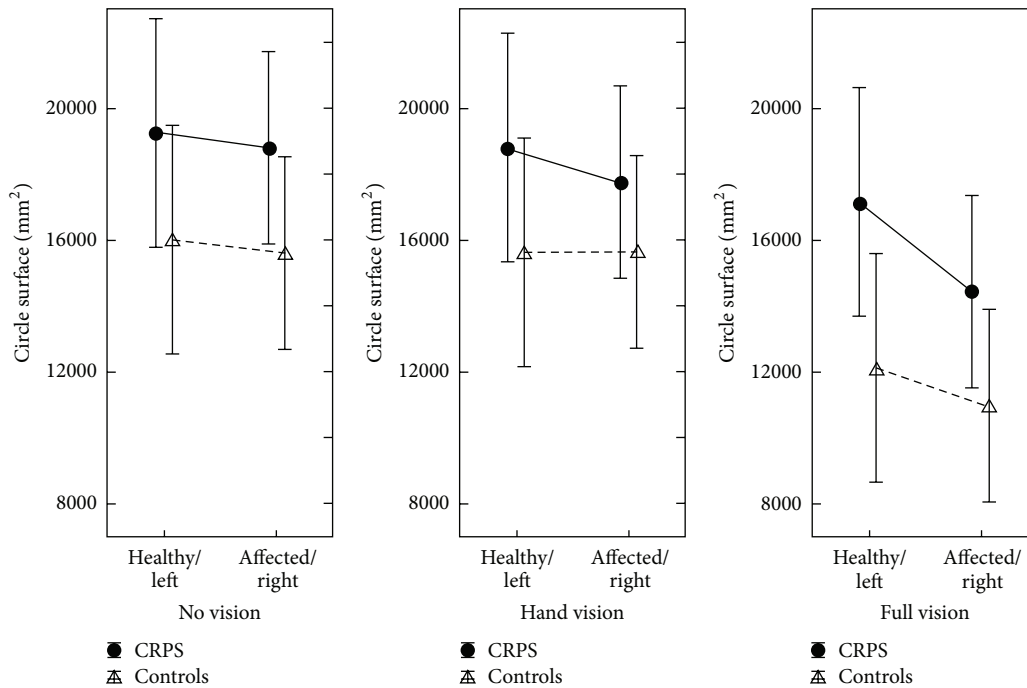 Circle surface (mm²)
20000
16000
12000
8000
Healthy/
left
Affected/
right
No vision
CRPS
Controls
Circle surface (mm²)
20000
16000
12000
8000
Healthy/
left
Affected/
right
Hand vision
CRPS
Controls
Circle surface (mm²)
20000
16000
12000
8000
Healthy/
left
Affected/
right
Full vision
CRPS
Controls